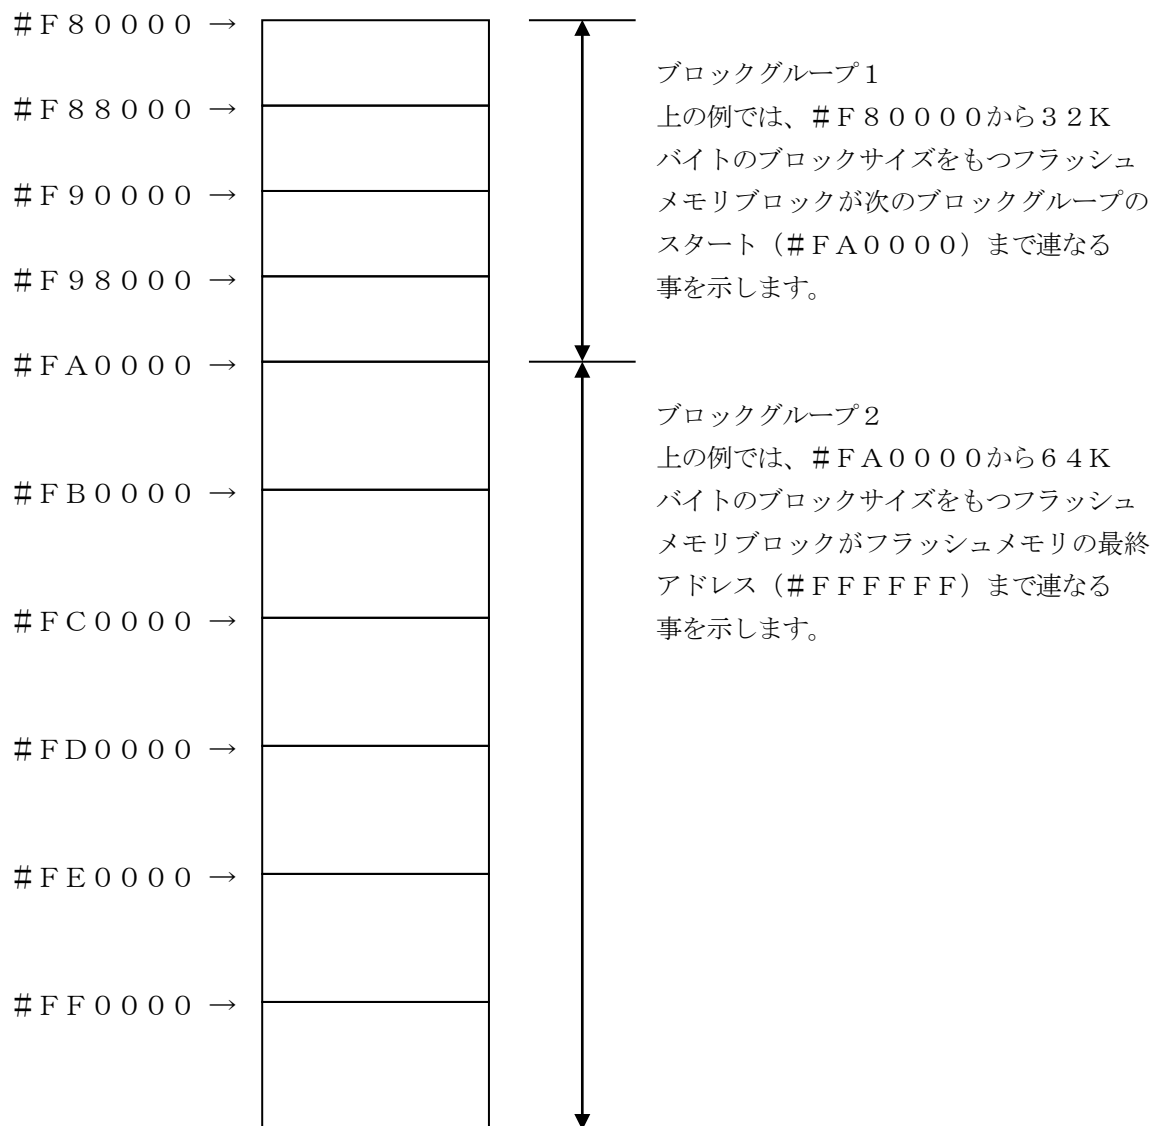 ＃Ｆ８００００ →
＃Ｆ８８０００ →
＃Ｆ９００００ →
＃Ｆ９８０００ →
＃ＦＡ００００ →
＃ＦＢ００００ →
＃ＦＣ００００ →
＃ＦＤ００００ →
＃ＦＥ００００ →
＃ＦＦ００００ →
ブロックグループ１
上の例では、＃Ｆ８００００から３２Ｋ
バイトのブロックサイズをもつフラッシュ
メモリブロックが次のブロックグループの
スタート（＃ＦＡ００００）まで連なる
事を示します。
ブロックグループ２
上の例では、＃ＦＡ００００から６４Ｋ
バイトのブロックサイズをもつフラッシュ
メモリブロックがフラッシュメモリの最終
アドレス（＃ＦＦＦＦＦＦ）まで連なる
事を示します。